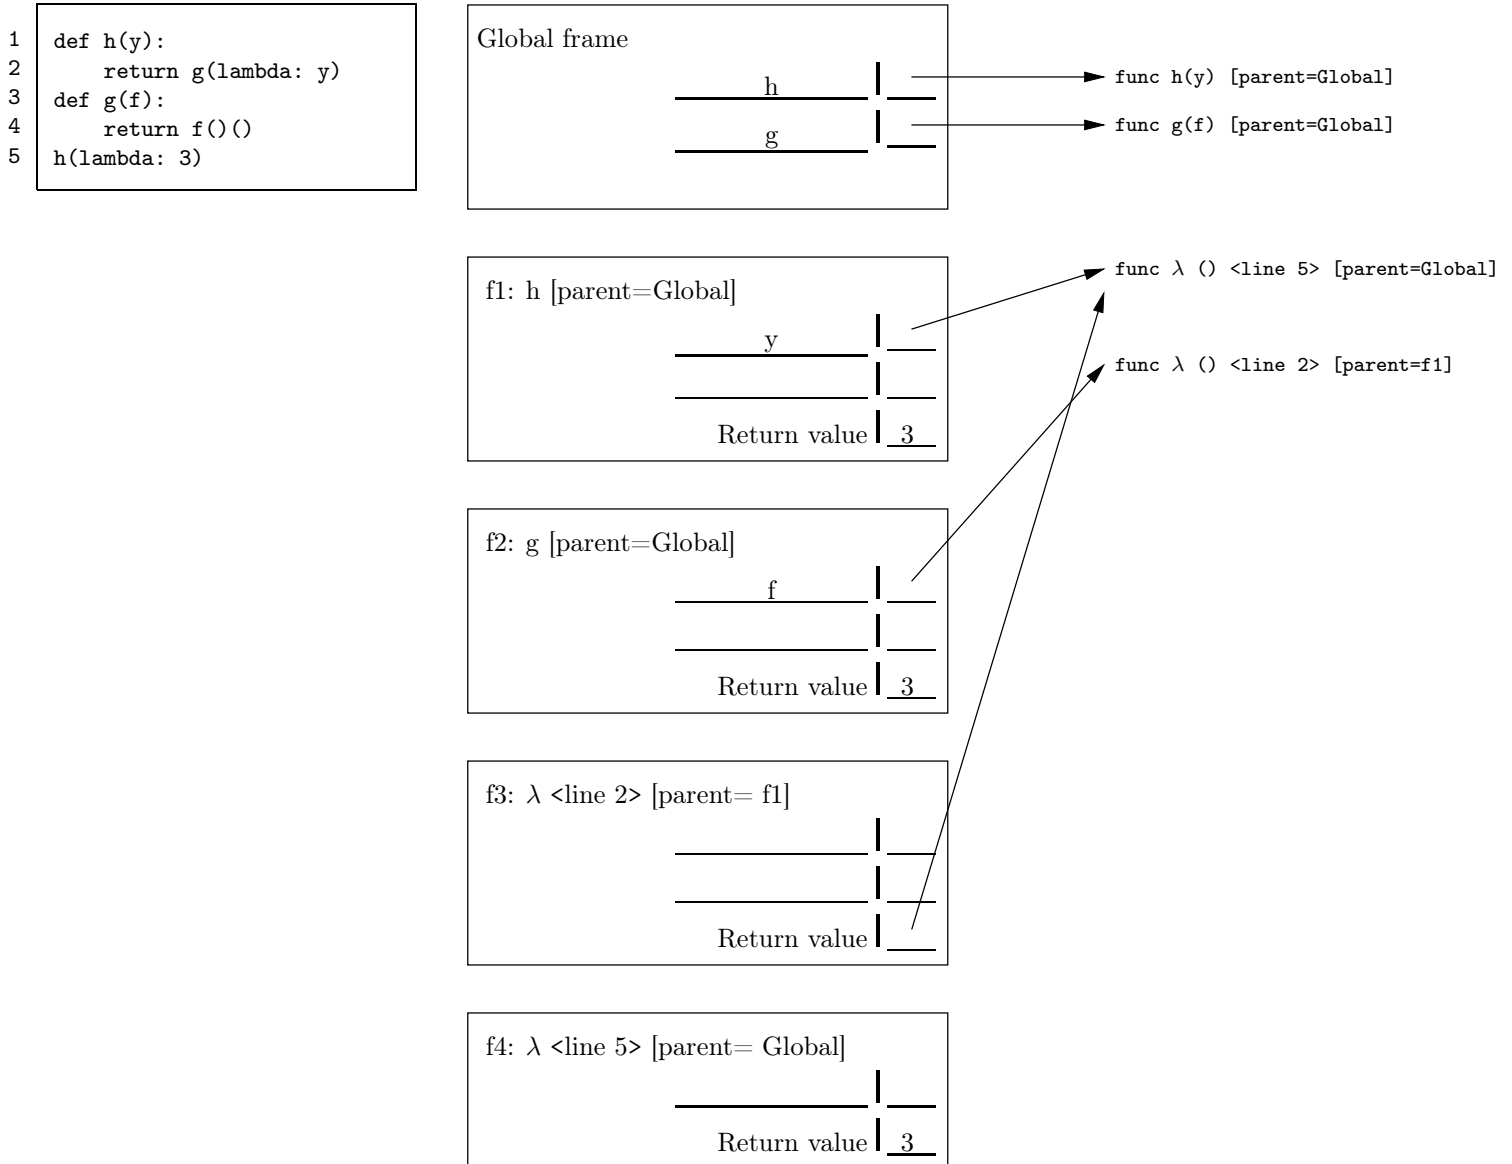 1 def h(y):
2     return g(lambda: y)
3 def g(f):
4     return f()()
5 h(lambda: 3)
Global frame
h
func h(y) [parent=Global]
g
func g(f) [parent=Global]
f1: h [parent=Global]
func λ () <line 5> [parent=Global]
y
func λ () <line 2> [parent=f1]
Return value 3
f2: g [parent=Global]
f
Return value 3
f3: λ <line 2> [parent= f1]
Return value
f4: λ <line 5> [parent= Global]
Return value 3